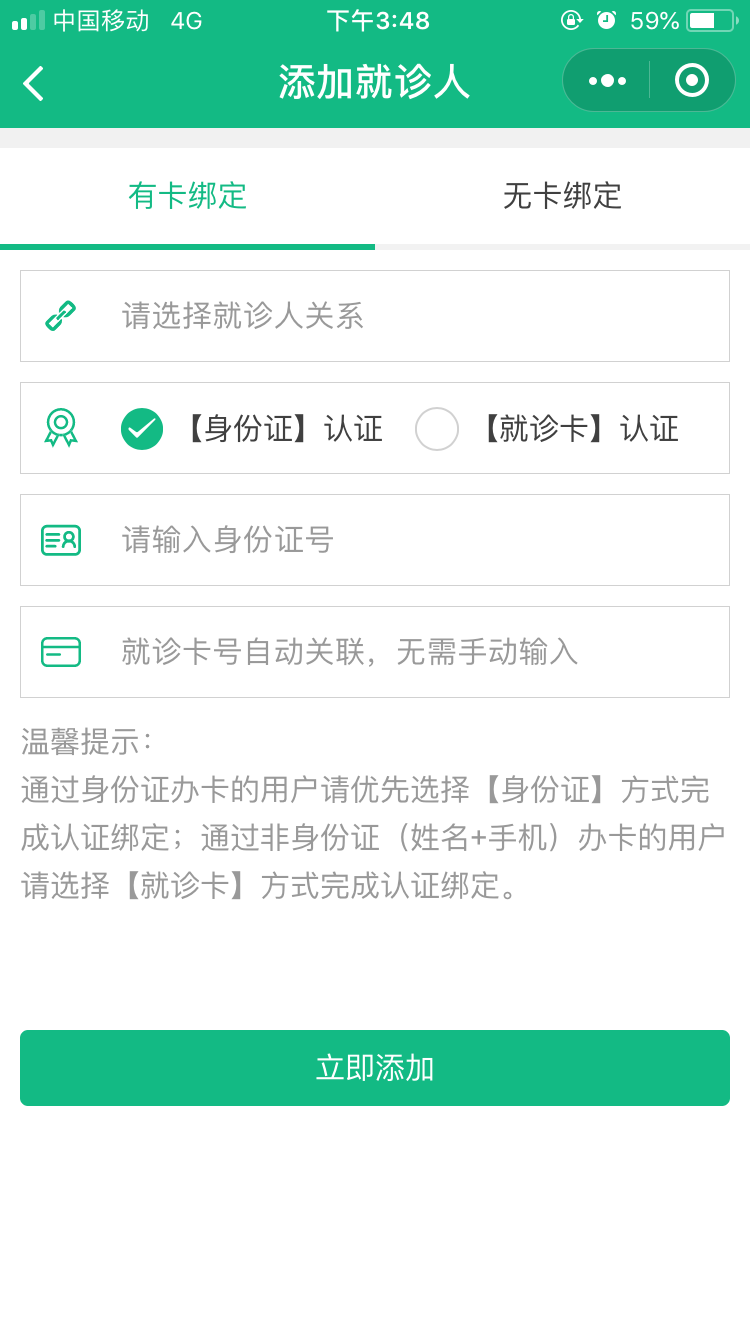 中国移动 4G 下午3:48 59%
添加就诊人
有卡绑定 无卡绑定
请选择就诊人关系
【身份证】认证 【就诊卡】认证
请输入身份证号
就诊卡号自动关联，无需手动输入
温馨提示：
通过身份证办卡的用户请优先选择【身份证】方式完
成认证绑定；通过非身份证（姓名+手机）办卡的用户
请选择【就诊卡】方式完成认证绑定。
立即添加